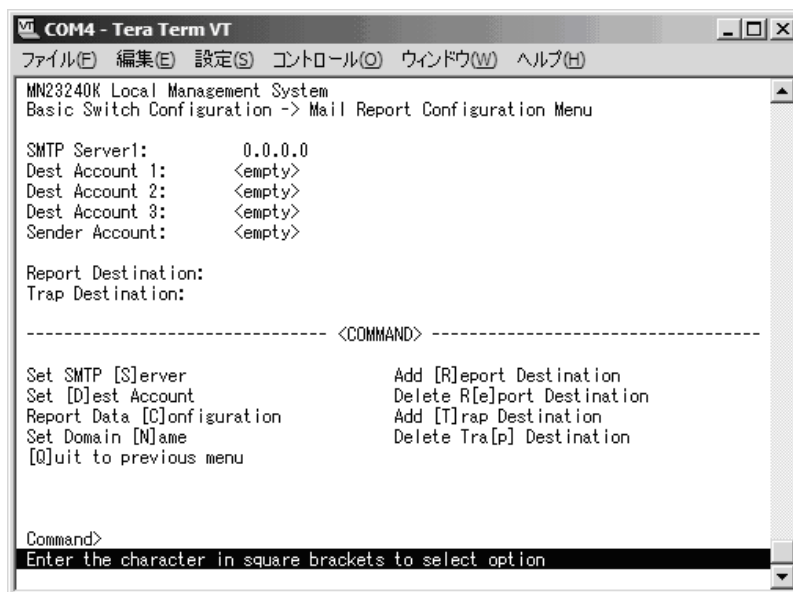 COM4 - Tera Term VT
ファイル(F) 編集(E) 設定(S) コントロール(O) ウィンドウ(W) ヘルプ(H)
MN23240K Local Management System
Basic Switch Configuration -> Mail Report Configuration Menu
SMTP Server1: 0.0.0.0
Dest Account 1: <empty>
Dest Account 2: <empty>
Dest Account 3: <empty>
Sender Account: <empty>
Report Destination:
Trap Destination:
-------------------------------- <COMMAND> -----------------------------------
Set SMTP [S]erver Add [R]eport Destination
Set [D]est Account Delete R[e]port Destination
Report Data [C]onfiguration Add [T]rap Destination
Set Domain [N]ame Delete Tra[p] Destination
[Q]uit to previous menu
Command>
Enter the character in square brackets to select option